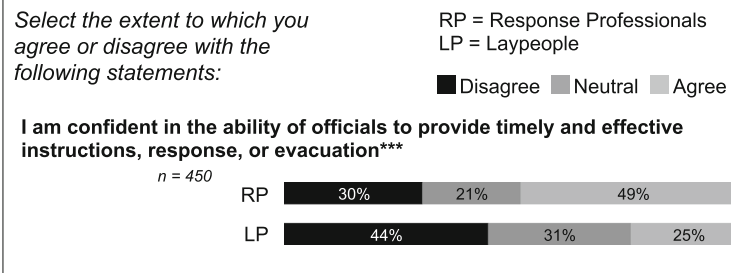 Select the extent to which you
agree or disagree with the
following statements:
RP = Response Professionals
LP = Laypeople
Disagree Neutral Agree
I am confident in the ability of officials to provide timely and effective
instructions, response, or evacuation***
n = 450
RP 30% 21% 49%
LP 44% 31% 25%